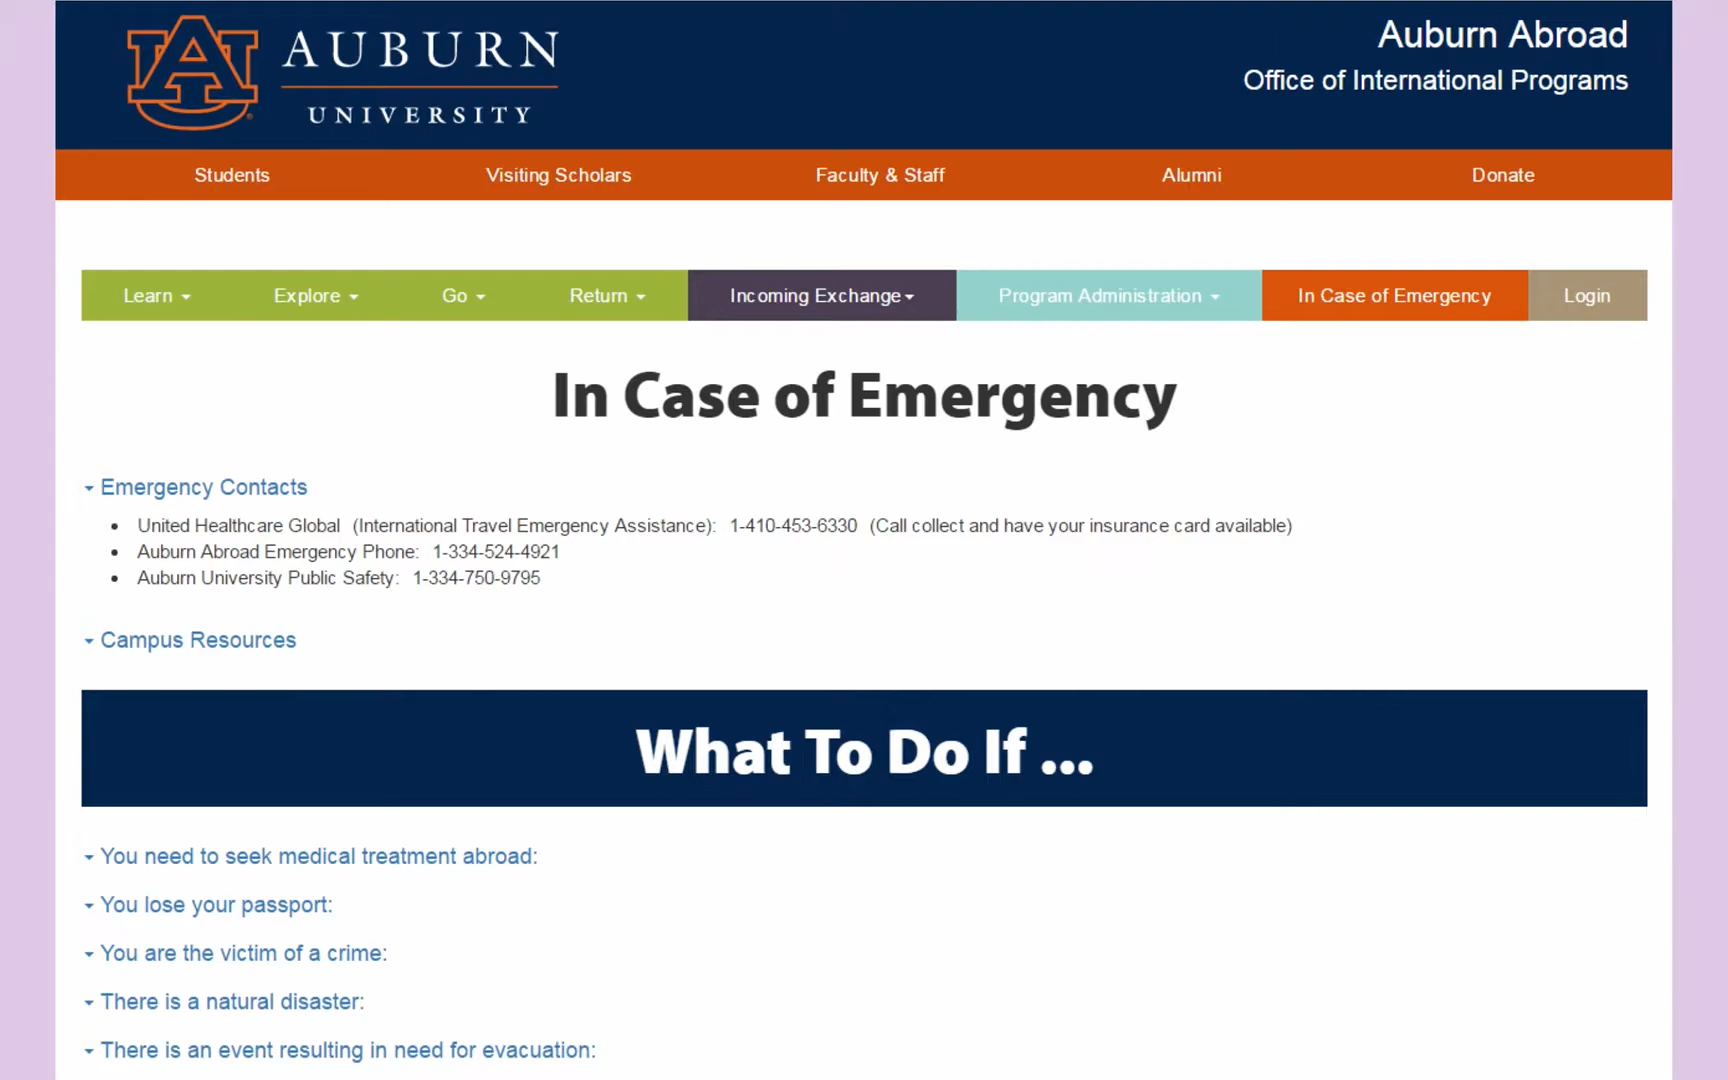 AUBURN
UNIVERSITY
Auburn Abroad
Office of International Programs
Students Visiting Scholars Faculty & Staff Alumni Donate
Learn Explore Go Return Incoming Exchange Program Administration In Case of Emergency Login
In Case of Emergency
Emergency Contacts
• United Healthcare Global (International Travel Emergency Assistance): 1-410-453-6330 (Call collect and have your insurance card available)
• Auburn Abroad Emergency Phone: 1-334-524-4921
• Auburn University Public Safety: 1-334-750-9795
Campus Resources
What To Do If ...
You need to seek medical treatment abroad:
You lose your passport:
You are the victim of a crime:
There is a natural disaster:
There is an event resulting in need for evacuation: